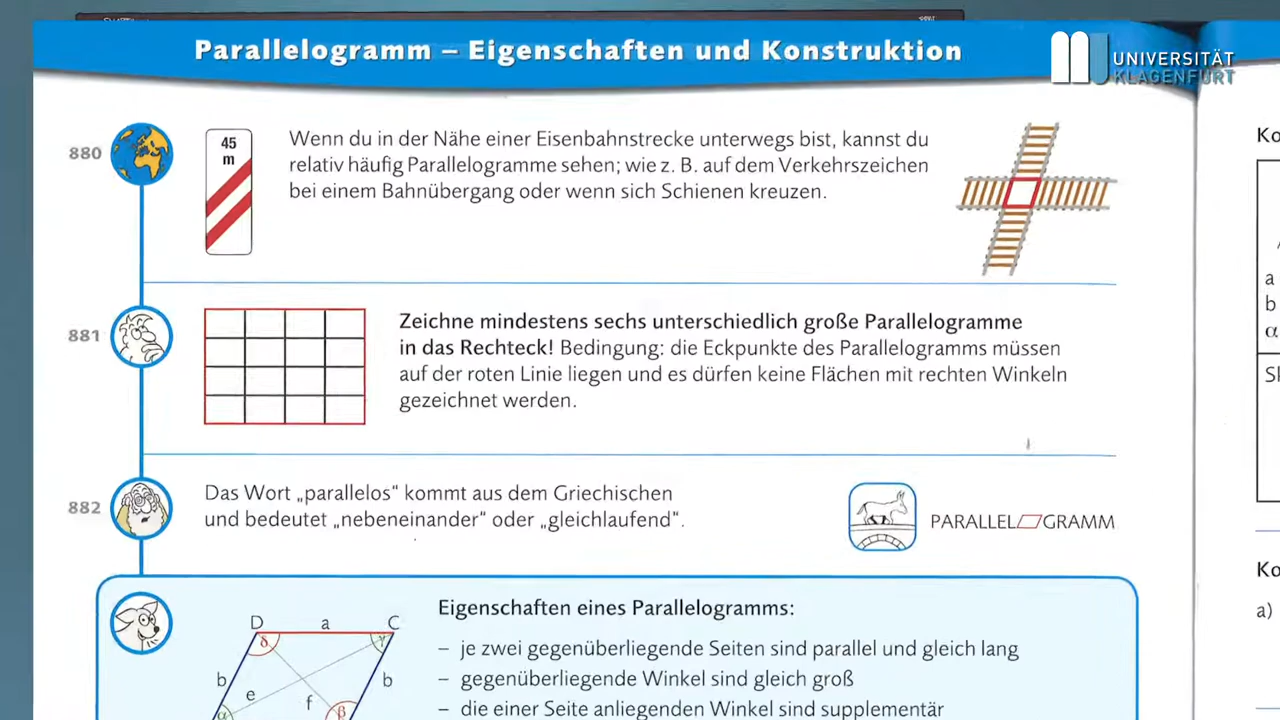 Parallelogramm – Eigenschaften und Konstruktion
UNIVERSITÄT
KLAGENFURT
880
45
m
Wenn du in der Nähe einer Eisenbahnstrecke unterwegs bist, kannst du
relativ häufig Parallelogramme sehen; wie z. B. auf dem Verkehrszeichen
bei einem Bahnübergang oder wenn sich Schienen kreuzen.
881
Zeichne mindestens sechs unterschiedlich große Parallelogramme
in das Rechteck! Bedingung: die Eckpunkte des Parallelogramms müssen
auf der roten Linie liegen und es dürfen keine Flächen mit rechten Winkeln
gezeichnet werden.
882
Das Wort „parallelos“ kommt aus dem Griechischen
und bedeutet „nebeneinander“ oder „gleichlaufend“.
PARALLEL GRAMM
D a C
δ γ
b b
e f
α β
Eigenschaften eines Parallelogramms:
– je zwei gegenüberliegende Seiten sind parallel und gleich lang
– gegenüberliegende Winkel sind gleich groß
– die einer Seite anliegenden Winkel sind supplementär
a
b
α
a)